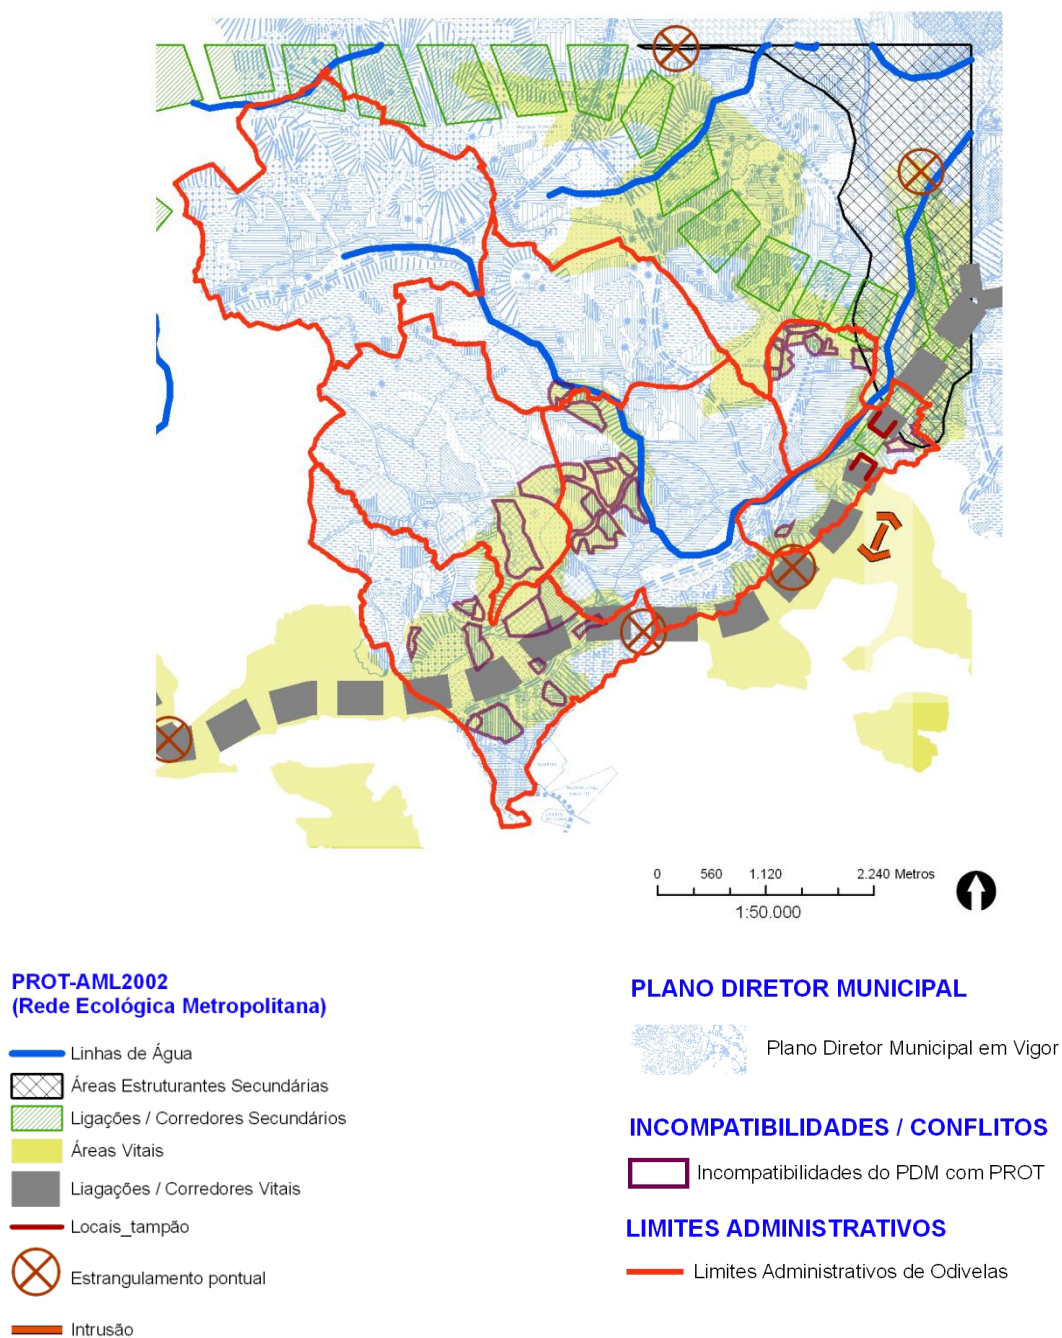 MT
MT
0 560 1.120 2.240 Metros
1:50.000
PROT-AML2002
(Rede Ecológica Metropolitana)
Linhas de Água
Áreas Estruturantes Secundárias
Ligações / Corredores Secundários
Áreas Vitais
Liagações / Corredores Vitais
Locais_tampão
Estrangulamento pontual
Intrusão
PLANO DIRETOR MUNICIPAL
Plano Diretor Municipal em Vigor
INCOMPATIBILIDADES / CONFLITOS
Incompatibilidades do PDM com PROT
LIMITES ADMINISTRATIVOS
Limites Administrativos de Odivelas